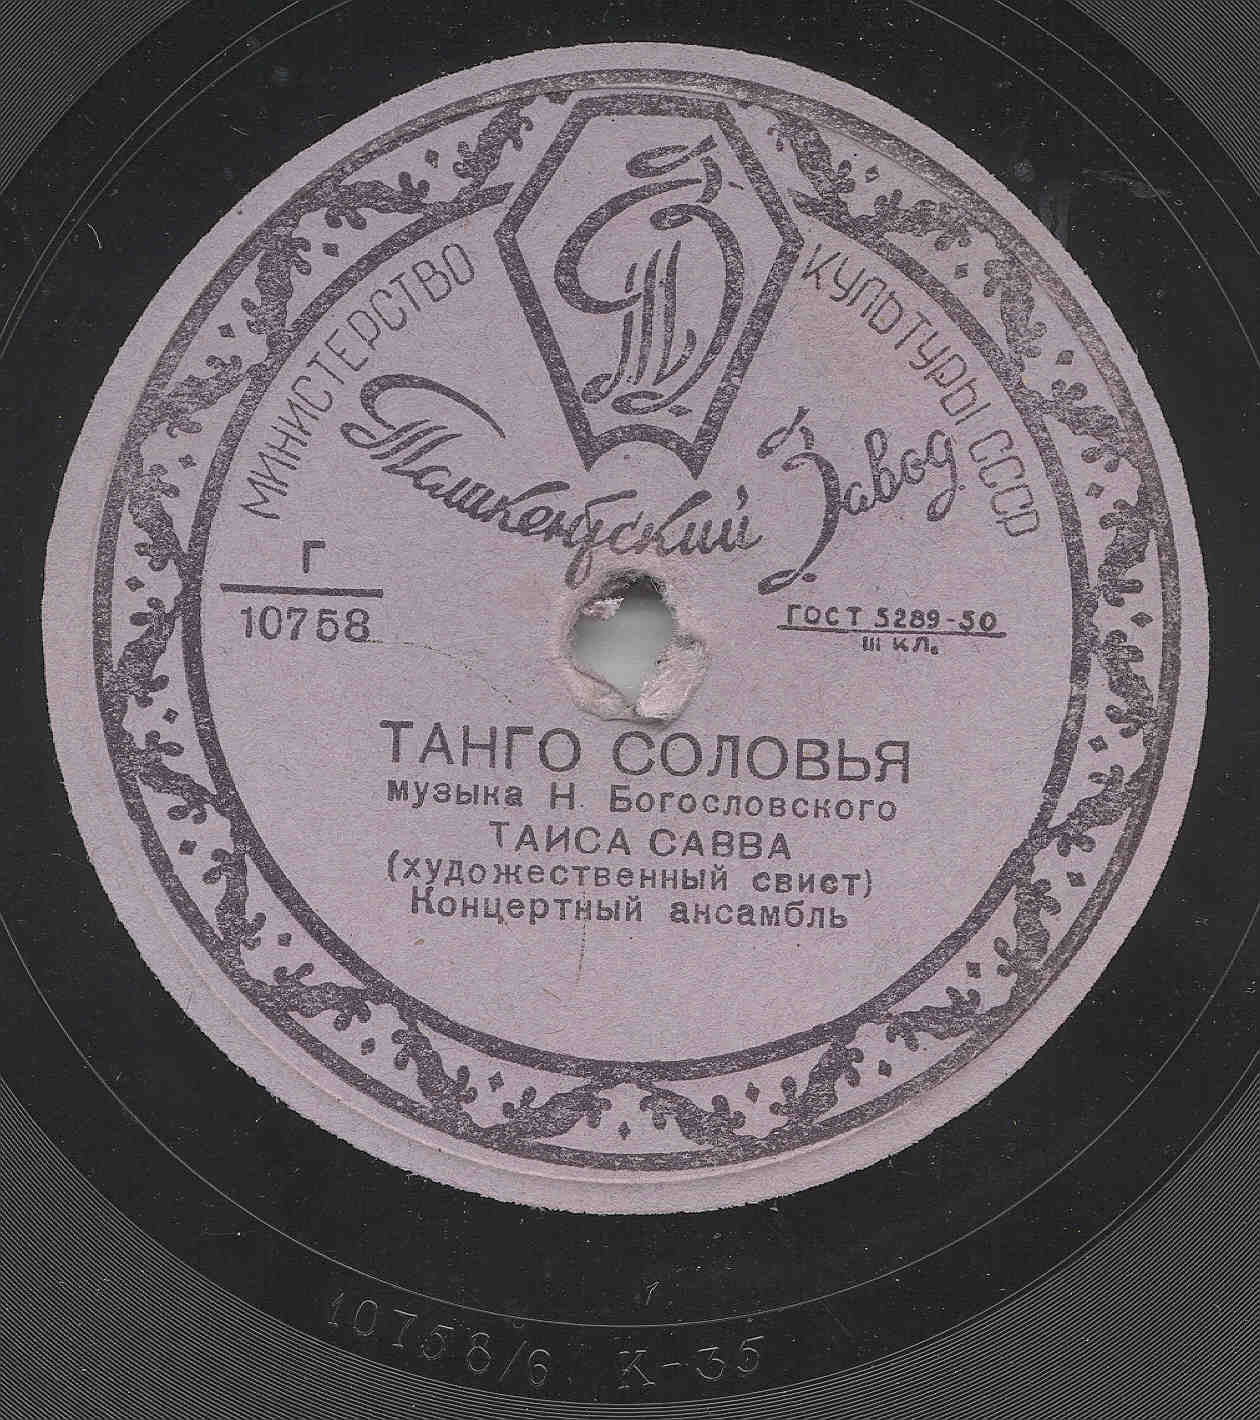 МИНИСТЕРСТВО КУЛЬТУРЫ СССР
Ташкентский Завод
Г
10758
ГОСТ 5289-50
III КЛ.
ТАНГО СОЛОВЬЯ
музыка Н. Богословского
ТАИСА САВВА
(художественный свист)
Концертный ансамбль
1
10758/6 К-35